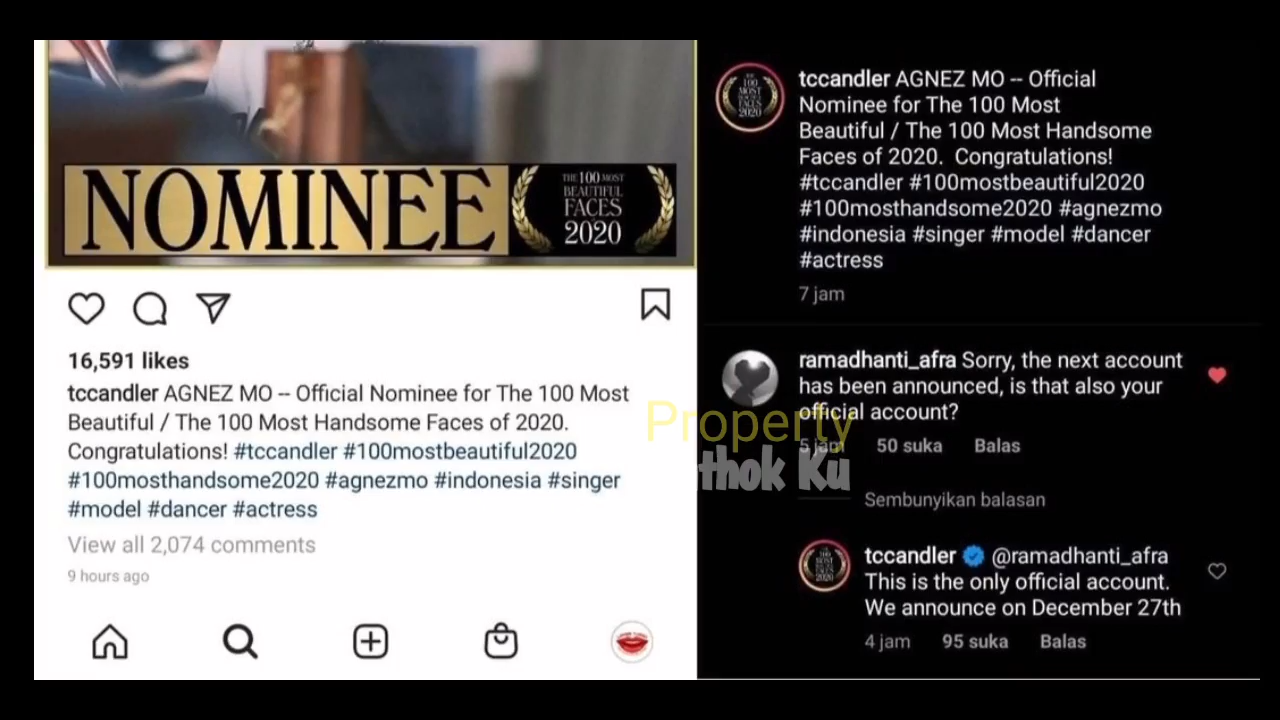 NOMINEE
THE 100 MOST
BEAUTIFUL
FACES
2020
16,591 likes
tccandler AGNEZ MO -- Official Nominee for The 100 Most
Beautiful / The 100 Most Handsome Faces of 2020.
Congratulations! #tccandler #100mostbeautiful2020
#100mosthandsome2020 #agnezmo #indonesia #singer
#model #dancer #actress
View all 2,074 comments
9 hours ago
tccandler AGNEZ MO -- Official
Nominee for The 100 Most
Beautiful / The 100 Most Handsome
Faces of 2020.  Congratulations!
#tccandler #100mostbeautiful2020
#100mosthandsome2020 #agnezmo
#indonesia #singer #model #dancer
#actress
7 jam
ramadhanti_afra Sorry, the next account
has been announced, is that also your
official account?
5 jam 50 suka Balas
Property
thok Ku
Sembunyikan balasan
tccandler @ramadhanti_afra
This is the only official account.
We announce on December 27th
4 jam 95 suka Balas